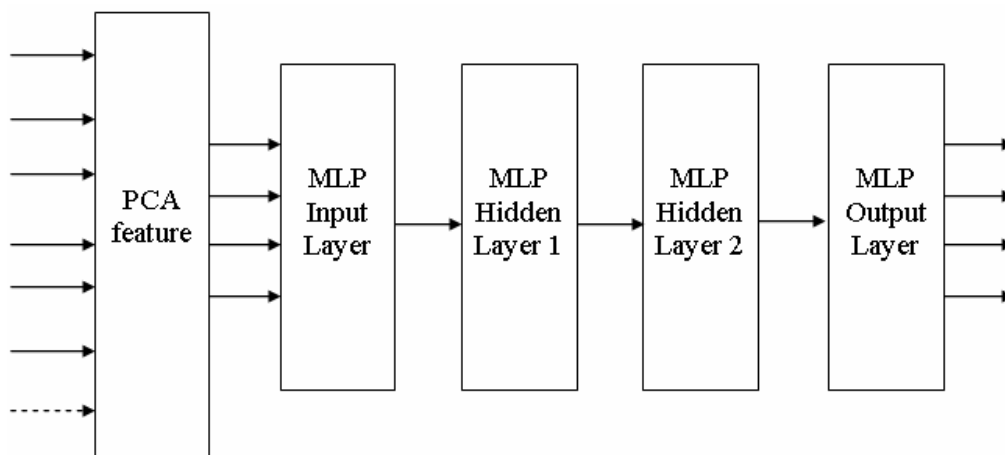 PCA
feature
MLP
Input
Layer
MLP
Hidden
Layer 1
MLP
Hidden
Layer 2
MLP
Output
Layer